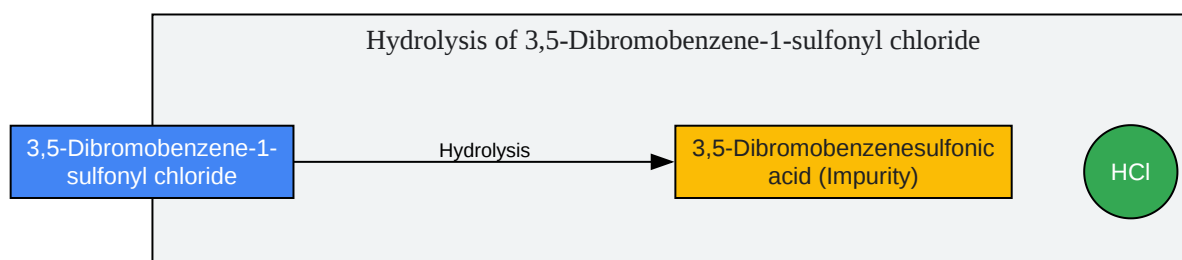 Hydrolysis of 3,5-Dibromobenzene-1-sulfonyl chloride
3,5-Dibromobenzene-1-
sulfonyl chloride
Hydrolysis
3,5-Dibromobenzenesulfonic
acid (Impurity)
HCl